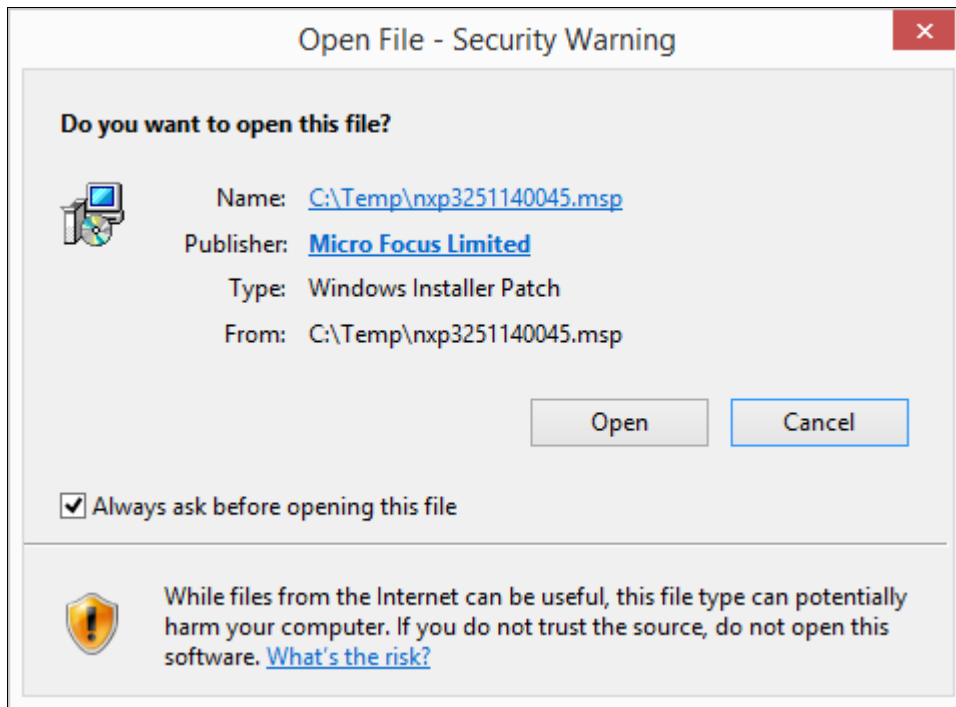 Open File - Security Warning
Do you want to open this file?
Name: C:\Temp\nxp3251140045.msp
Publisher: Micro Focus Limited
Type: Windows Installer Patch
From: C:\Temp\nxp3251140045.msp
Open Cancel
Always ask before opening this file
While files from the Internet can be useful, this file type can potentially
harm your computer. If you do not trust the source, do not open this
software. What's the risk?